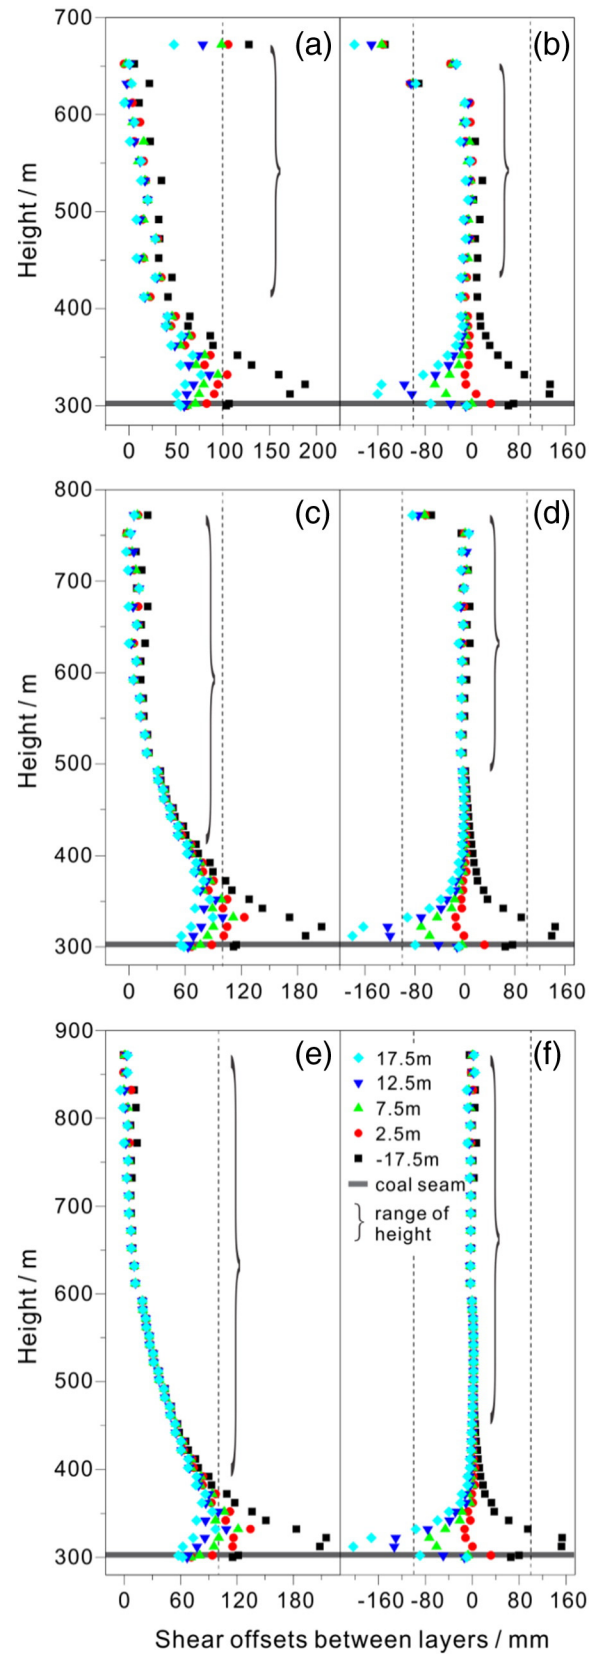 700
(a)
(b)
600
500
400
300
Height / m
0 50 100 150 200
-160 -80 0 80 160
800
(c)
(d)
700
600
500
400
300
Height / m
0 60 120 180
-160 -80 0 80 160
900
(e)
(f)
17.5m
12.5m
7.5m
2.5m
-17.5m
coal seam
range of
height
800
700
600
500
400
300
Height / m
0 60 120 180
-160 -80 0 80 160
Shear offsets between layers / mm